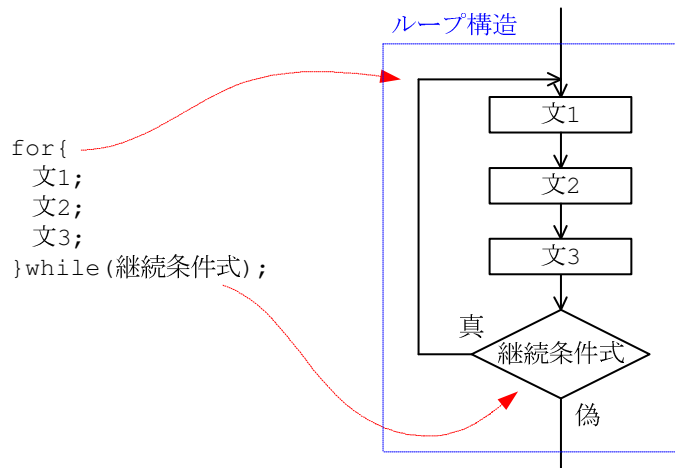 ループ構造
for{
文1;
文2;
文3;
}while(継続条件式);
文1
文2
文3
真
継続条件式
偽